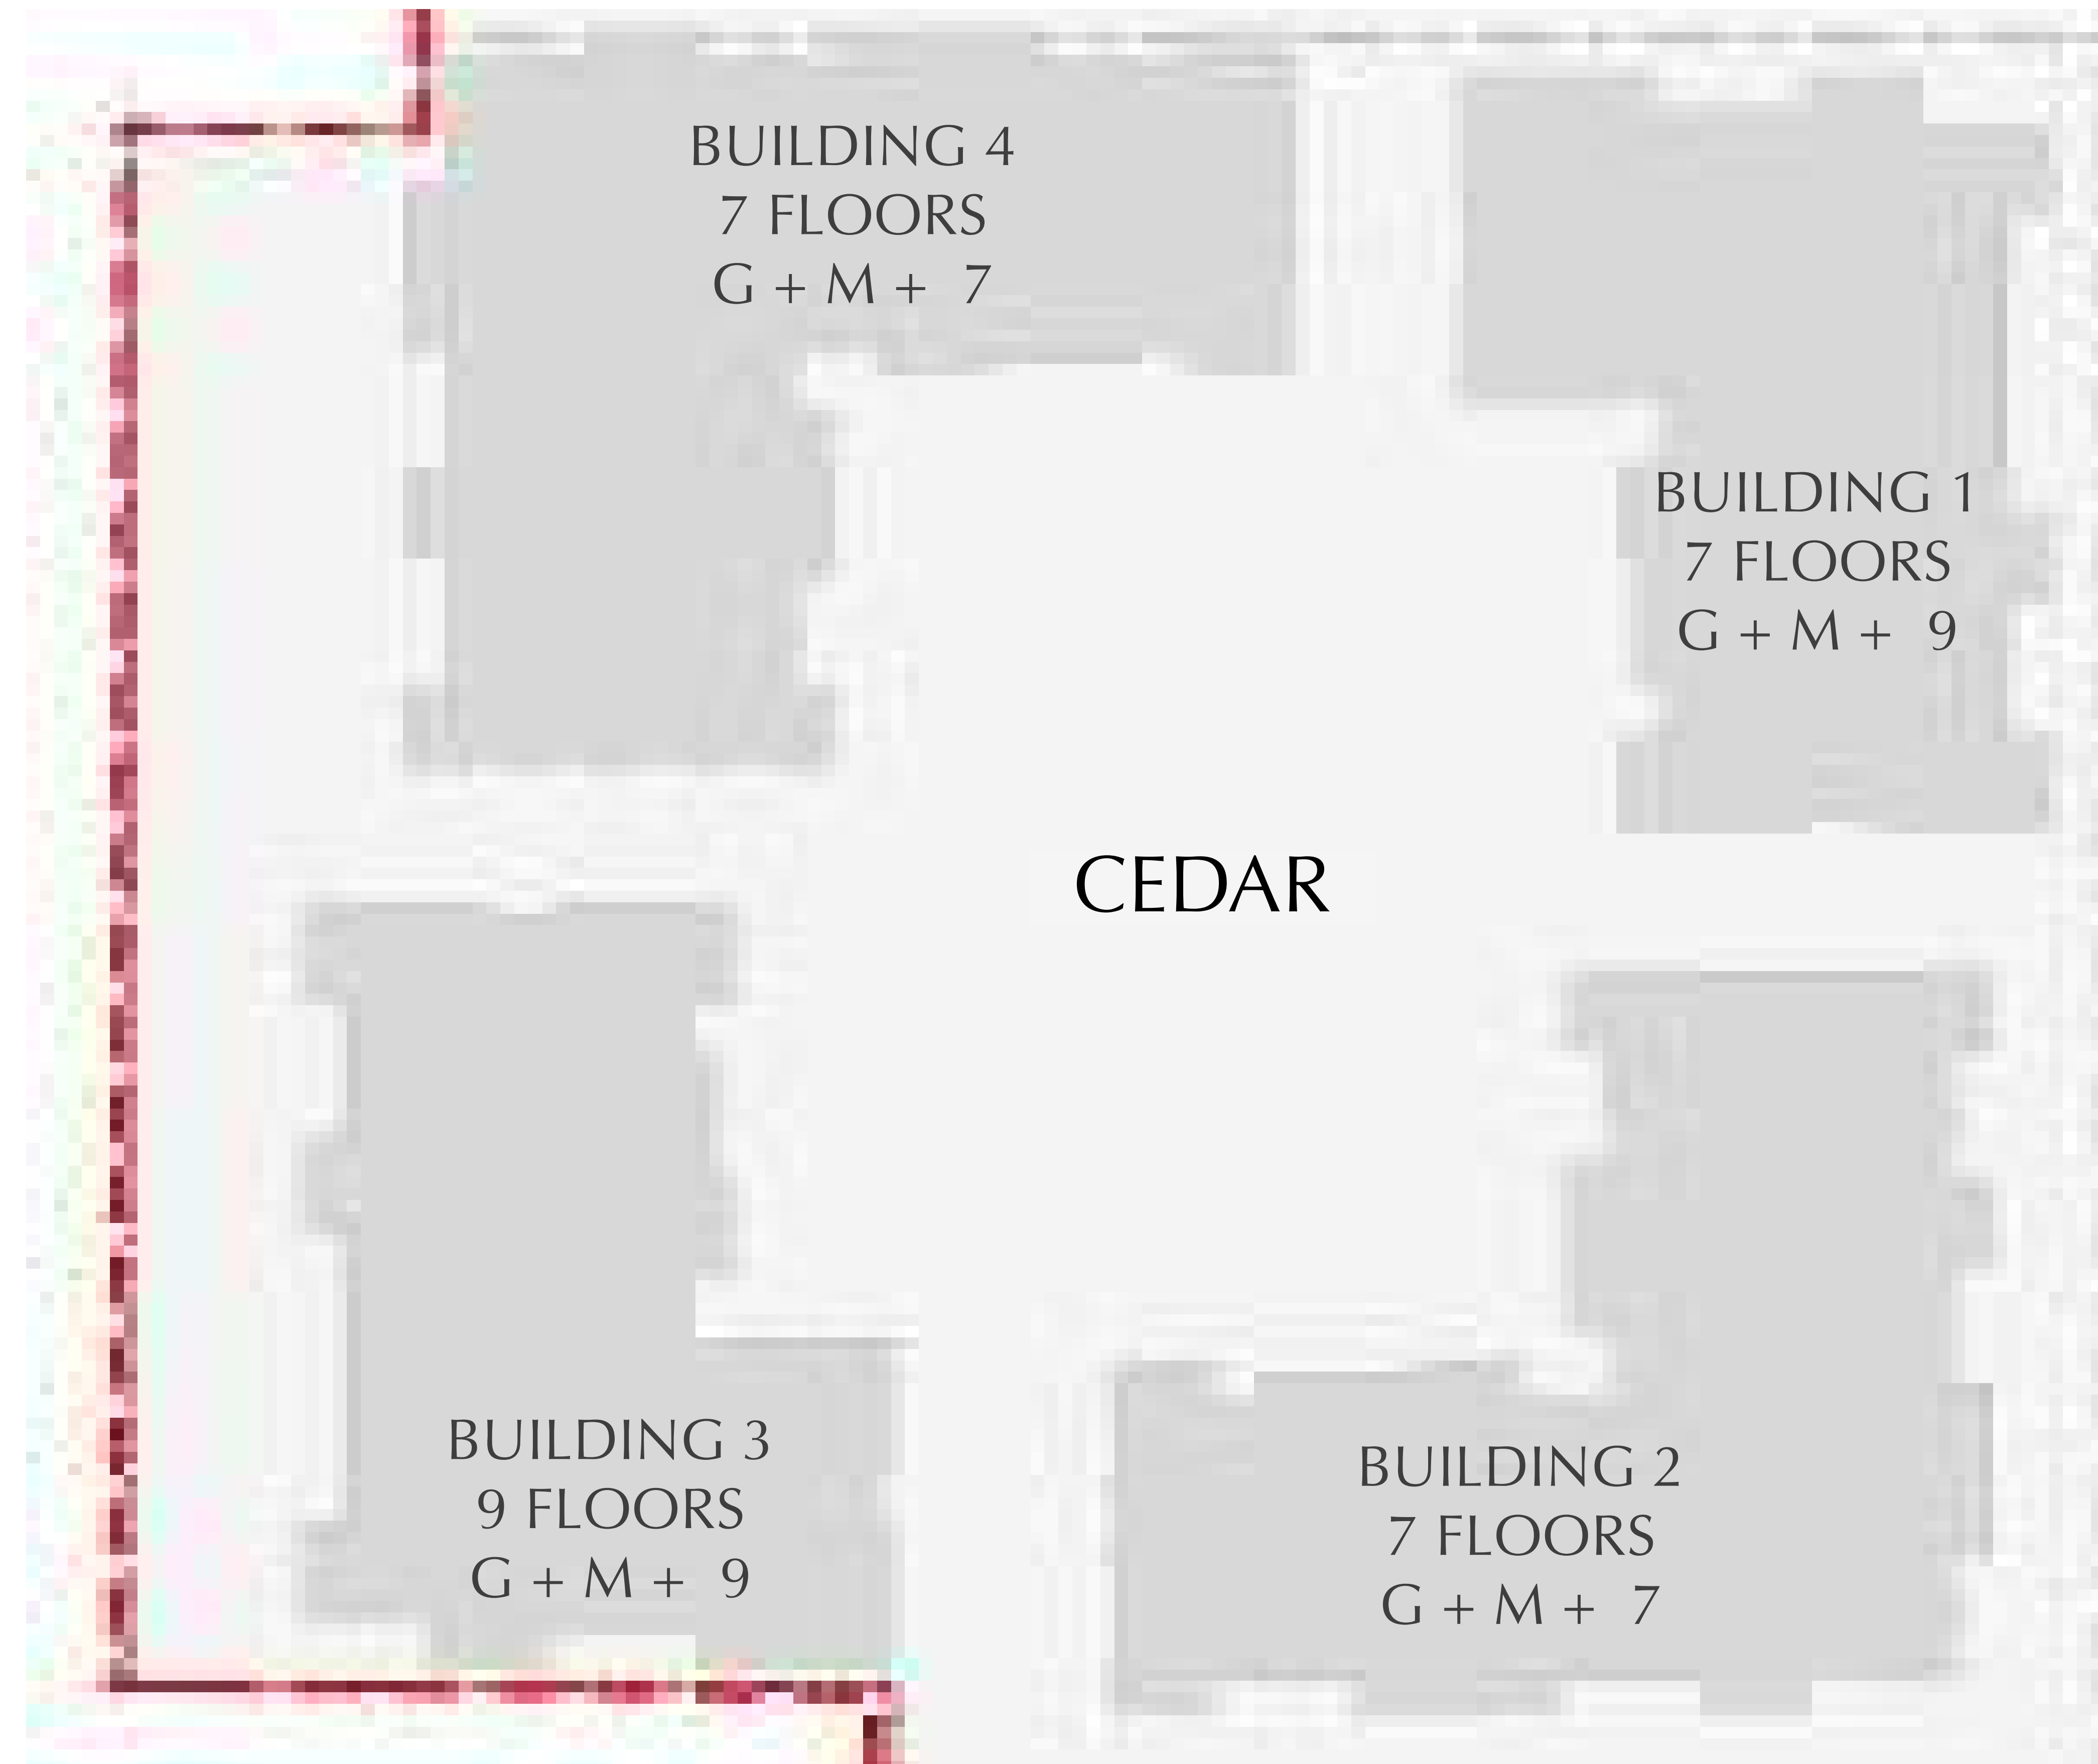 BUILDING 4
7 FLOORS
G + M + 7
BUILDING 1
7 FLOORS
G + M + 9
CEDAR
BUILDING 3
9 FLOORS
G + M + 9
BUILDING 2
7 FLOORS
G + M + 7